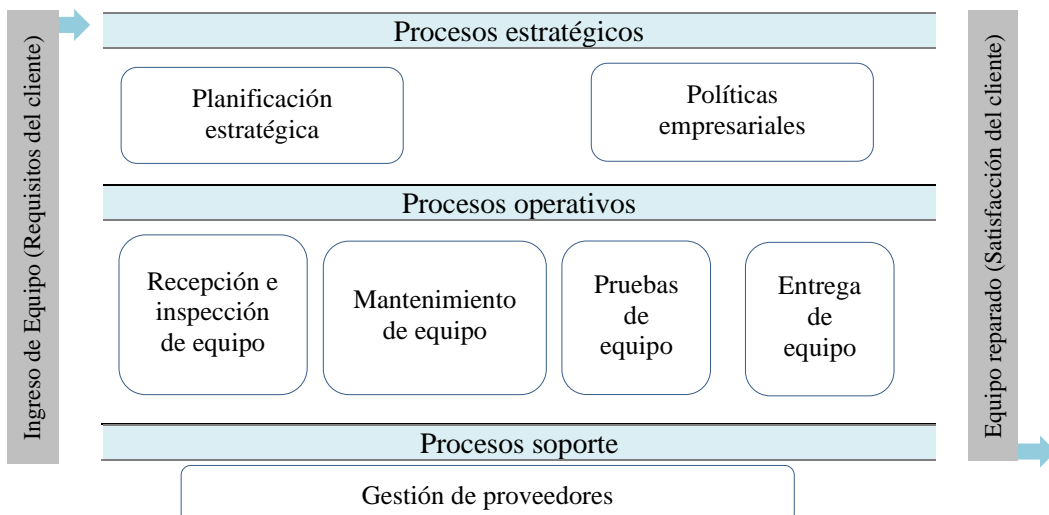 Ingreso de Equipo (Requisitos del cliente)
Procesos estratégicos
Planificación
estratégica
Políticas
empresariales
Procesos operativos
Recepción e
inspección
de equipo
Mantenimiento
de equipo
Pruebas
de
equipo
Entrega
de
equipo
Procesos soporte
Gestión de proveedores
Equipo reparado (Satisfacción del cliente)